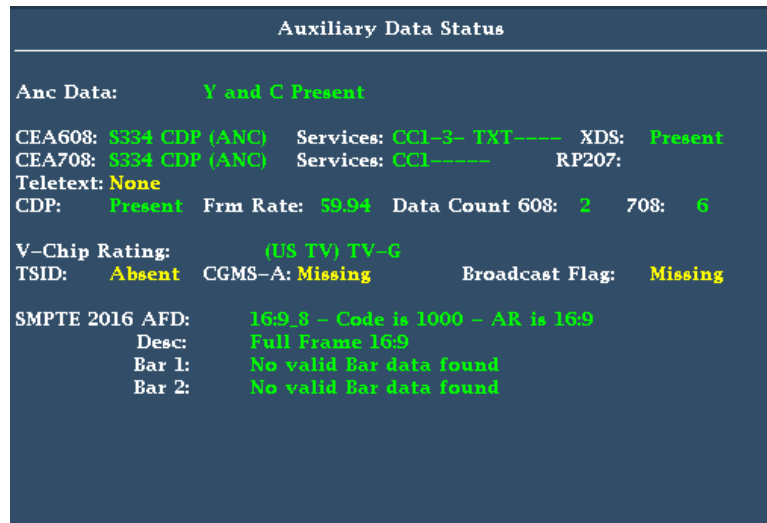 Auxiliary Data Status
Anc Data: Y and C Present
CEA608: S334 CDP (ANC) Services: CC1-3- TXT---- XDS: Present
CEA708: S334 CDP (ANC) Services: CC1----- RP207:
Teletext: None
CDP: Present Frm Rate: 59.94 Data Count 608: 2 708: 6
V-Chip Rating: (US TV) TV-G
TSID: Absent CGMS-A: Missing Broadcast Flag: Missing
SMPTE 2016 AFD: 16:9_8 - Code is 1000 - AR is 16:9
Desc: Full Frame 16:9
Bar 1: No valid Bar data found
Bar 2: No valid Bar data found